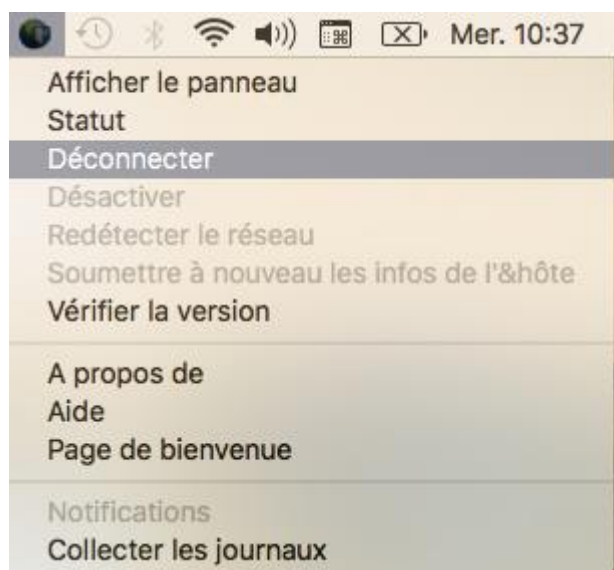 Mer. 10:37
Afficher le panneau
Statut
Déconnecter
Désactiver
Redétecter le réseau
Soumettre à nouveau les infos de l'&hôte
Vérifier la version
A propos de
Aide
Page de bienvenue
Notifications
Collecter les journaux